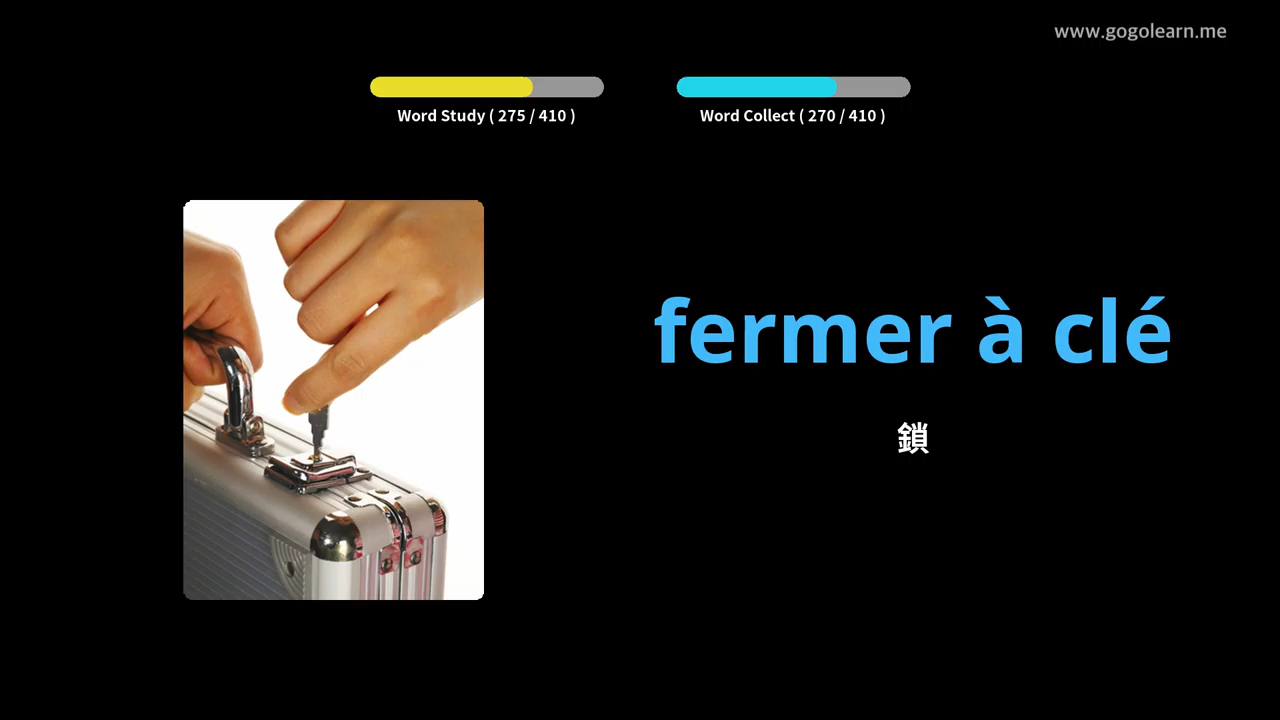 www.gogolearn.me
Word Study ( 275 / 410 )
Word Collect ( 270 / 410 )
fermer à clé
鎖